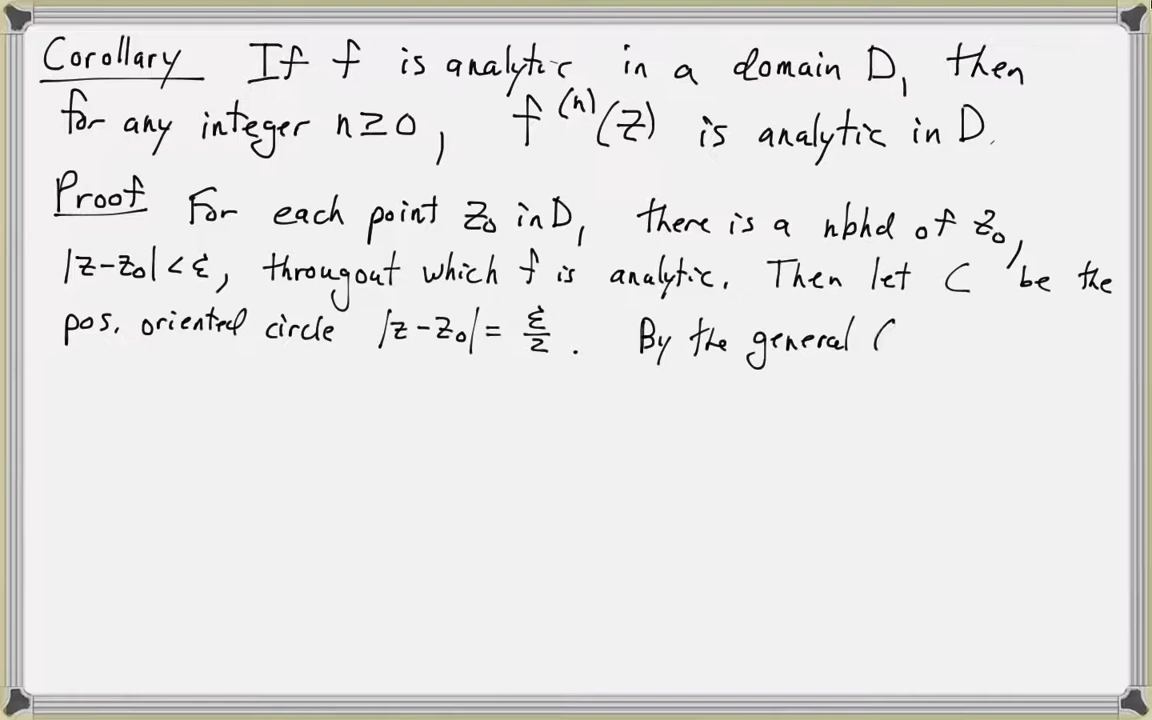 Corollary If f is analytic in a domain D, then
for any integer n≥0, f^(n)(z) is analytic in D.
Proof For each point z₀ in D, there is a nbhd of z₀,
|z-z₀|<ε, througout which f is analytic. Then let C be the
pos. oriented circle |z-z₀| = ε/2. By the general C